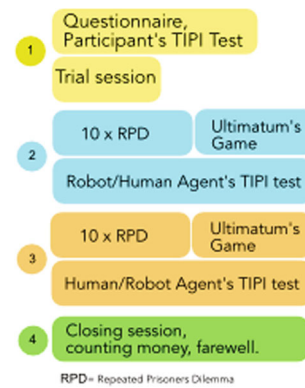 Questionnaire,
Participant's TIPI Test
1
Trial session
10 x RPD
Ultimatum's
Game
2
Robot/Human Agent's TIPI test
10 x RPD
Ultimatum's
Game
3
Human/Robot Agent's TIPI test
4
Closing session,
counting money, farewell.
RPD= Repeated Prisoners Dilemma